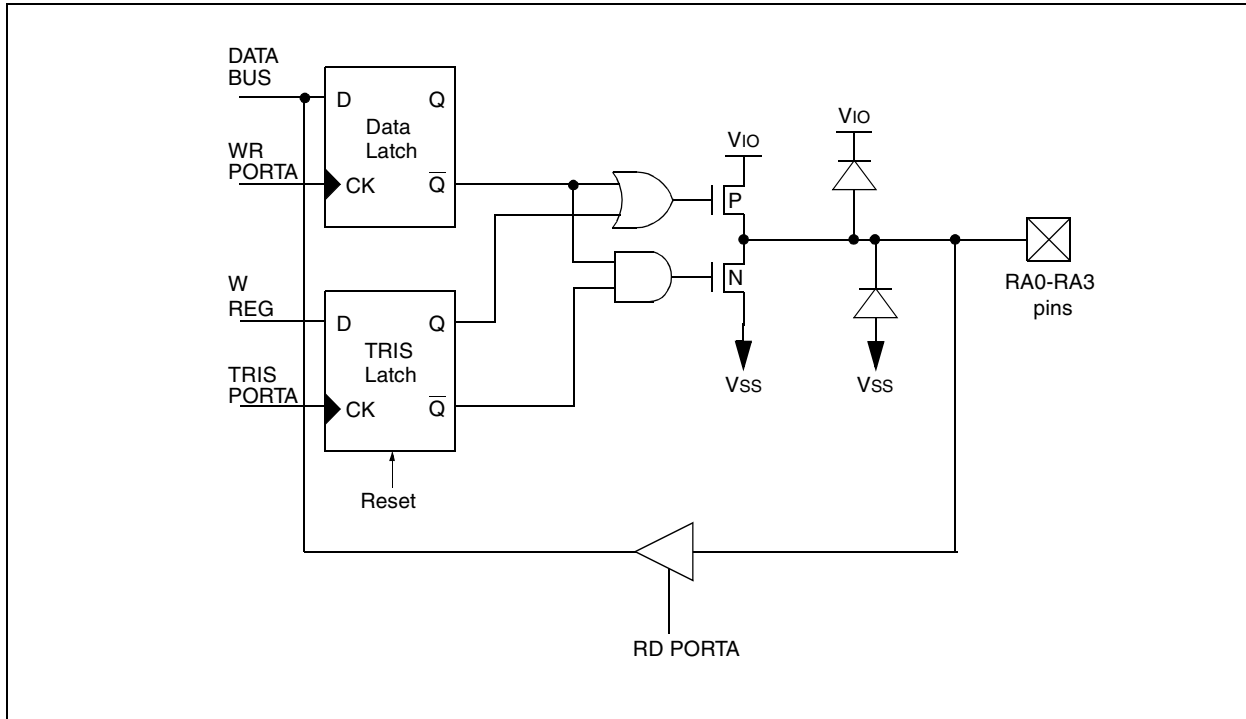 DATA
BUS
D
Q
Data
Latch
WR
PORTA
CK
Q̅
VIO
P
VIO
N
RA0-RA3
pins
VSS
VSS
W
REG
D
Q
TRIS
Latch
TRIS
PORTA
CK
Q̅
Reset
RD PORTA